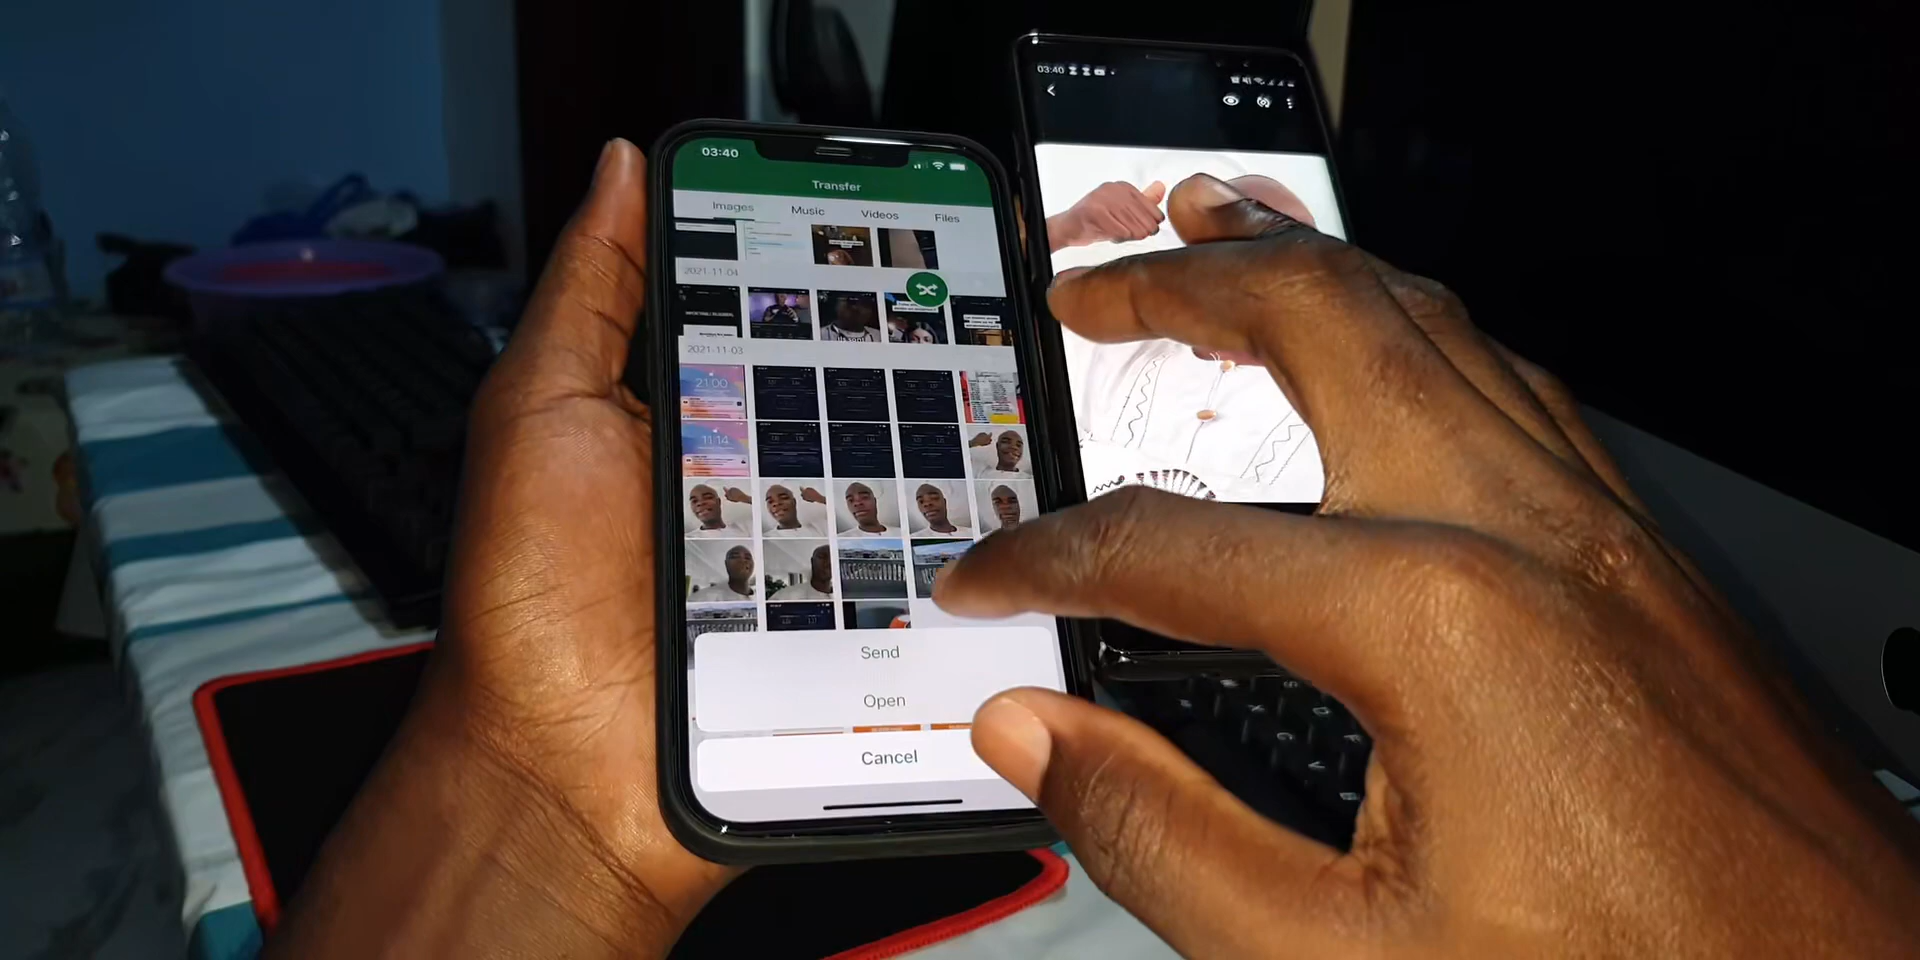 03:40
Transfer
Images Music Videos Files
2021-11-04
2021-11-03
21:00
11:14
Send
Open
Cancel
03:40